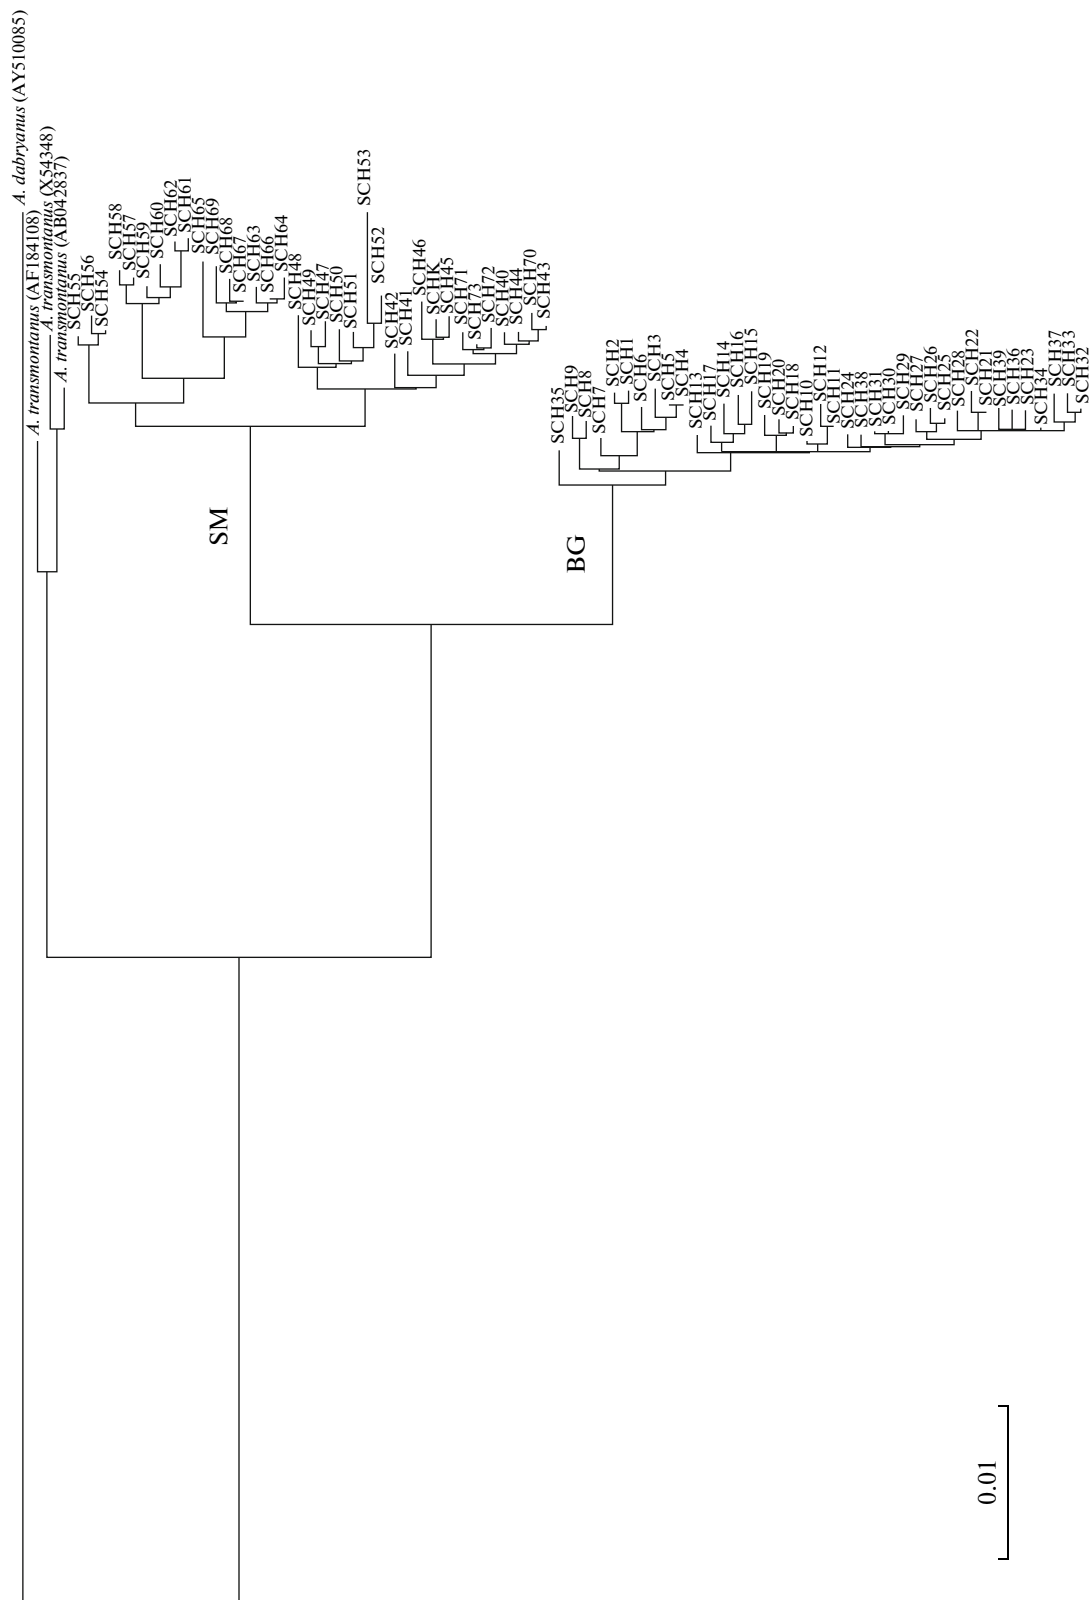 A. dabryanus (AY510085)
A. transmontanus (AF184108)
A. transmontanus (X54348)
A. transmontanus (AB042837)
SCH55
SCH56
SCH54
SCH58
SCH57
SCH59
SCH60
SCH62
SCH61
SCH65
SCH69
SCH68
SCH67
SCH63
SCH66
SCH64
SCH48
SCH49
SCH47
SCH50
SCH51
SCH53
SCH52
SCH42
SCH41
SCH46
SCHK
SCH45
SCH71
SCH73
SCH72
SCH40
SCH44
SCH70
SCH43
SCH35
SCH9
SCH8
SCH7
SCH2
SCH1
SCH6
SCH3
SCH5
SCH4
SCH13
SCH17
SCH14
SCH16
SCH15
SCH19
SCH20
SCH18
SCH10
SCH12
SCH11
SCH24
SCH38
SCH31
SCH30
SCH29
SCH27
SCH26
SCH25
SCH28
SCH22
SCH21
SCH39
SCH36
SCH23
SCH34
SCH37
SCH33
SCH32
SM
BG
0.01